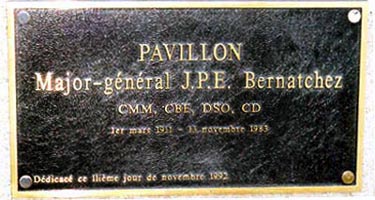 PAVILLON
Major-général J.P.E. Bernatchez
CMM, CBE, DSO, CD
1er mars 1911 - 13 novembre 1983
Dédicacé ce 11ième jour de novembre 1992